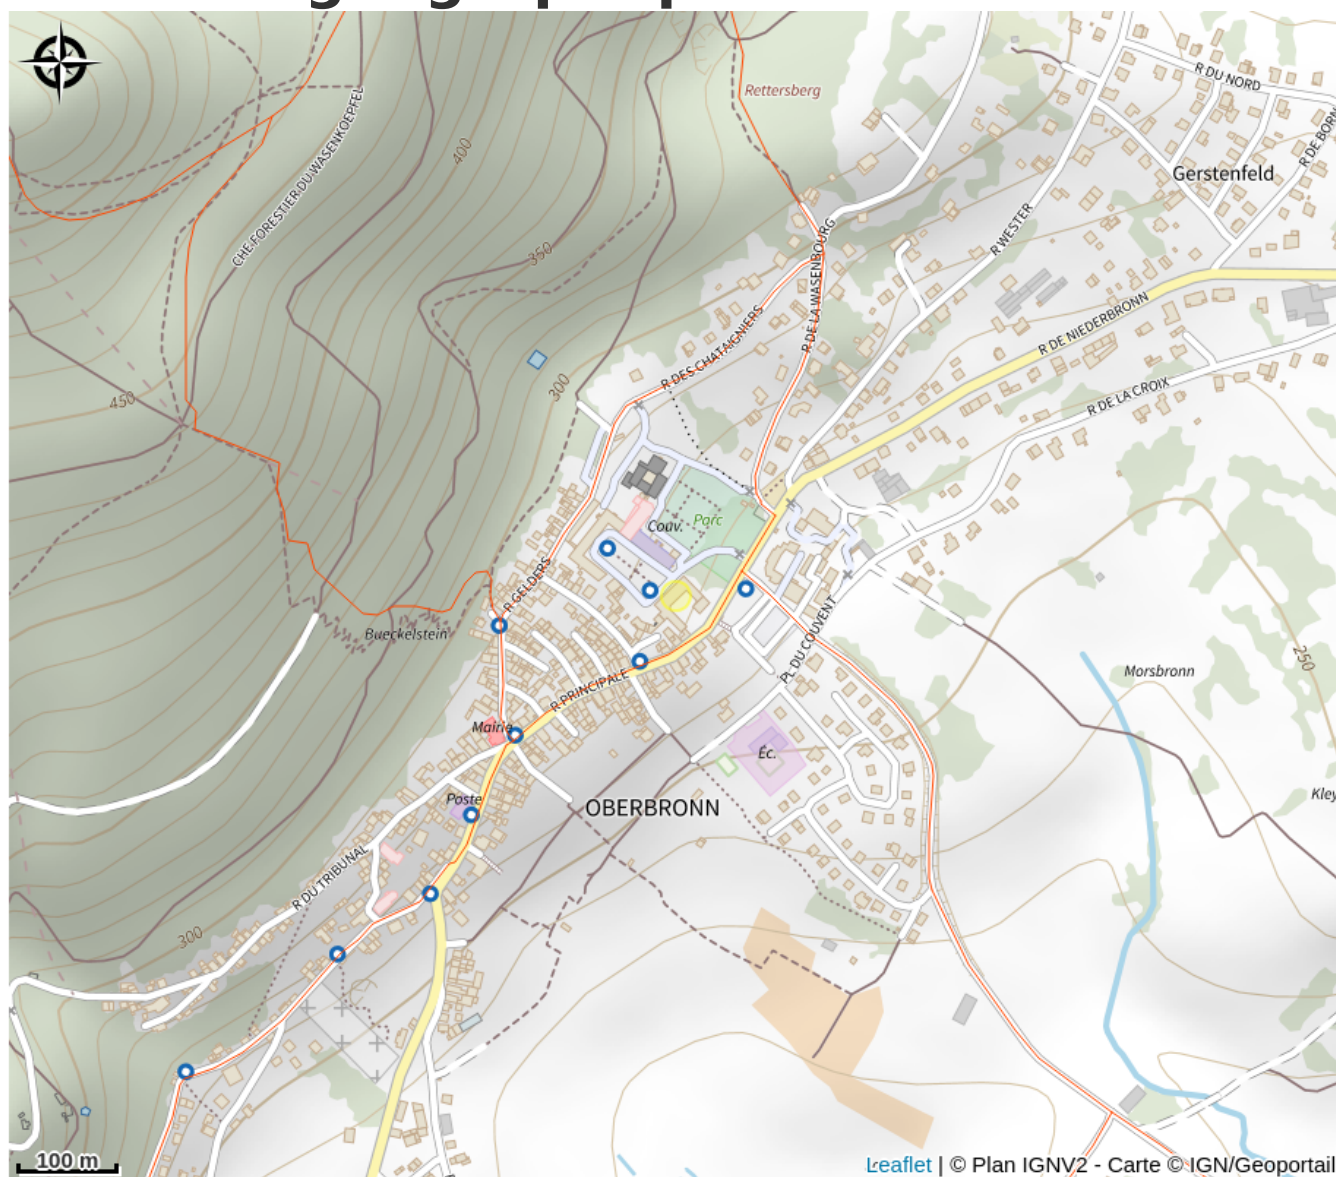 Rettersberg
R DU NORD
R DE BORN
Gerstenfeld
CHE FORESTIER DU WASENKOEPFEL
400
350
R WESTER
R DE LA WASENBOURG
R DES CHATAIGNIERS
R DE NIEDERBRONN
R DE LA CROIX
300
450
Couv.
Parc
R GELDERS
Bueckelstein
PL DU COUVENT
250
Morsbronn
R PRINCIPALE
Mairie
Éc.
Poste
OBERBRONN
Kley
R DU TRIBUNAL
300
100 m
Leaflet | © Plan IGNV2 - Carte © IGN/Geoportail